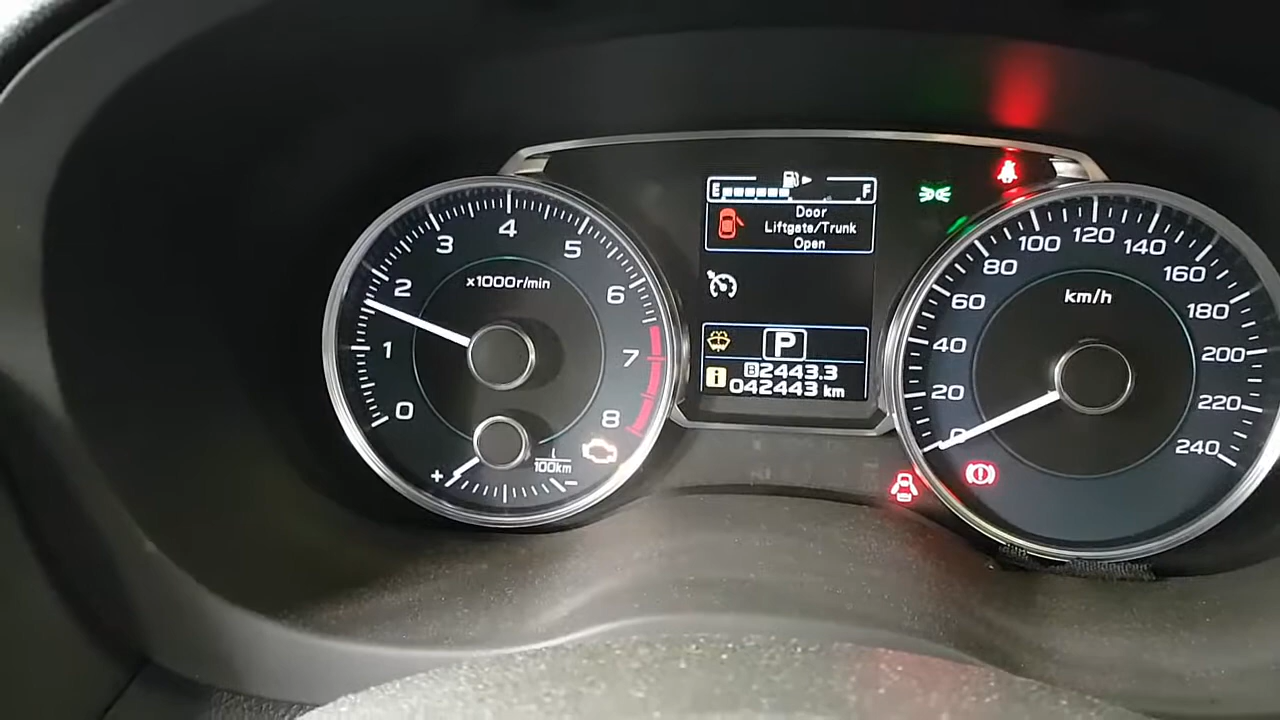 0
1
2
3
4
5
6
7
8
x1000r/min
+
-
L
100km
E F
Door
Liftgate/Trunk
Open
i
P
B 2443.3
042443 km
0
20
40
60
80
100
120
140
160
180
200
220
240
km/h